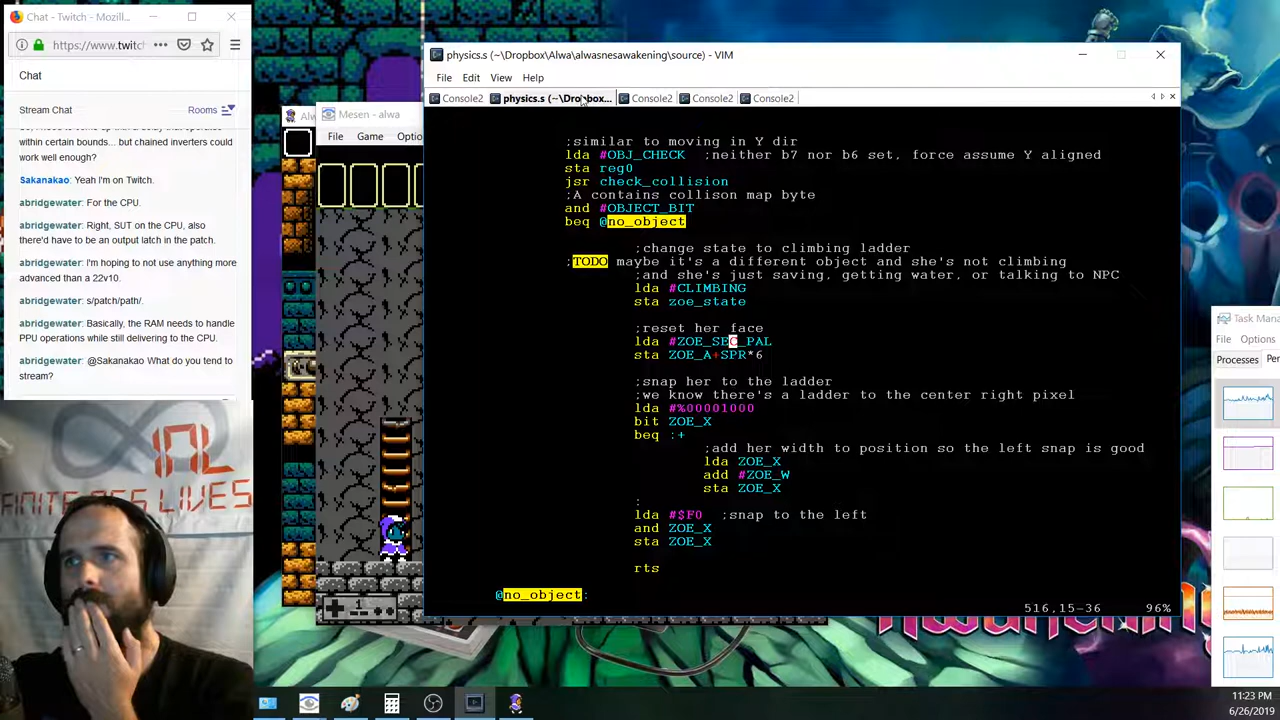 Chat - Twitch - Mozill...
https://www.twitch
Chat
Stream Chat
Rooms
within certain bounds... but chained inverters could
work well enough?
Sakanakao: Yeah I'm on Twitch.
abridgewater: For the CPU.
abridgewater: Right, SUT on the CPU, also
there'd have to be an output latch in the patch.
abridgewater: I'm hoping to not use anything more
advanced than a 22v10.
abridgewater: s/patch/path/.
abridgewater: Basically, the RAM needs to handle
PPU operations while still delivering to the CPU.
abridgewater: @Sakanakao What do you tend to
stream?
Mesen - alwa
File Game Optio
physics.s (~\Dropbox\Alwa\alwasnesawakening\source) - VIM
File Edit View Help
Console2 physics.s (~\Dropbox... Console2 Console2 Console2
;similar to moving in Y dir
lda #OBJ_CHECK ;neither b7 nor b6 set, force assume Y aligned
sta reg0
jsr check_collision
;A contains collison map byte
and #OBJECT_BIT
beq @no_object
;change state to climbing ladder
;TODO maybe it's a different object and she's not climbing
;and she's just saving, getting water, or talking to NPC
lda #CLIMBING
sta zoe_state
;reset her face
lda #ZOE_SEC_PAL
sta ZOE_A+SPR*6
;snap her to the ladder
;we know there's a ladder to the center right pixel
lda #%00001000
bit ZOE_X
beq :+
;add her width to position so the left snap is good
lda ZOE_X
add #ZOE_W
sta ZOE_X
lda #$F0 ;snap to the left
and ZOE_X
sta ZOE_X
rts
@no_object:
516,15-36 96%
Task Mana
File Options
Processes Per
11:23 PM
6/26/2019